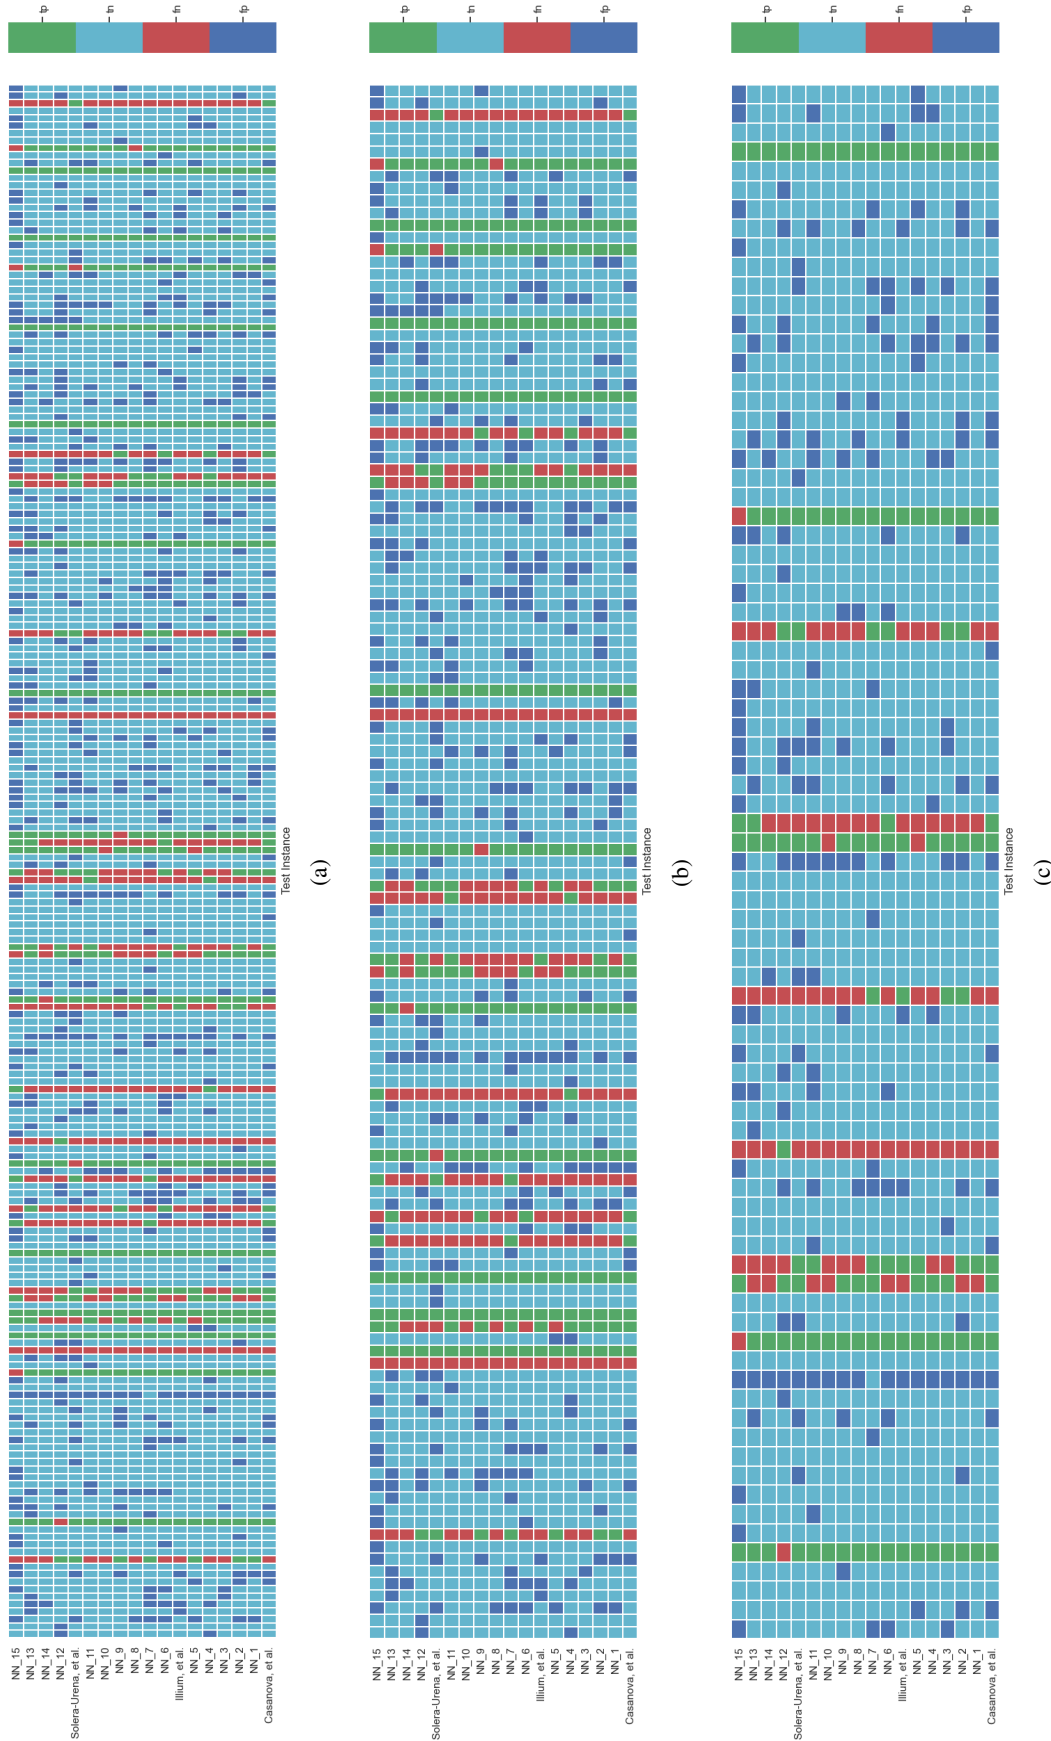 tp
tn
fn
fp
NN_15
NN_13
NN_14
NN_12
Solera-Urena, et al.
NN_11
NN_10
NN_9
NN_8
NN_7
NN_6
Illium, et al.
NN_5
NN_4
NN_3
NN_2
NN_1
Casanova, et al.
Test Instance
(a)
tp
tn
fn
fp
NN_15
NN_13
NN_14
NN_12
Solera-Urena, et al.
NN_11
NN_10
NN_9
NN_8
NN_7
NN_6
Illium, et al.
NN_5
NN_4
NN_3
NN_2
NN_1
Casanova, et al.
Test Instance
(b)
tp
tn
fn
fp
NN_15
NN_13
NN_14
NN_12
Solera-Urena, et al.
NN_11
NN_10
NN_9
NN_8
NN_7
NN_6
Illium, et al.
NN_5
NN_4
NN_3
NN_2
NN_1
Casanova, et al.
Test Instance
(c)